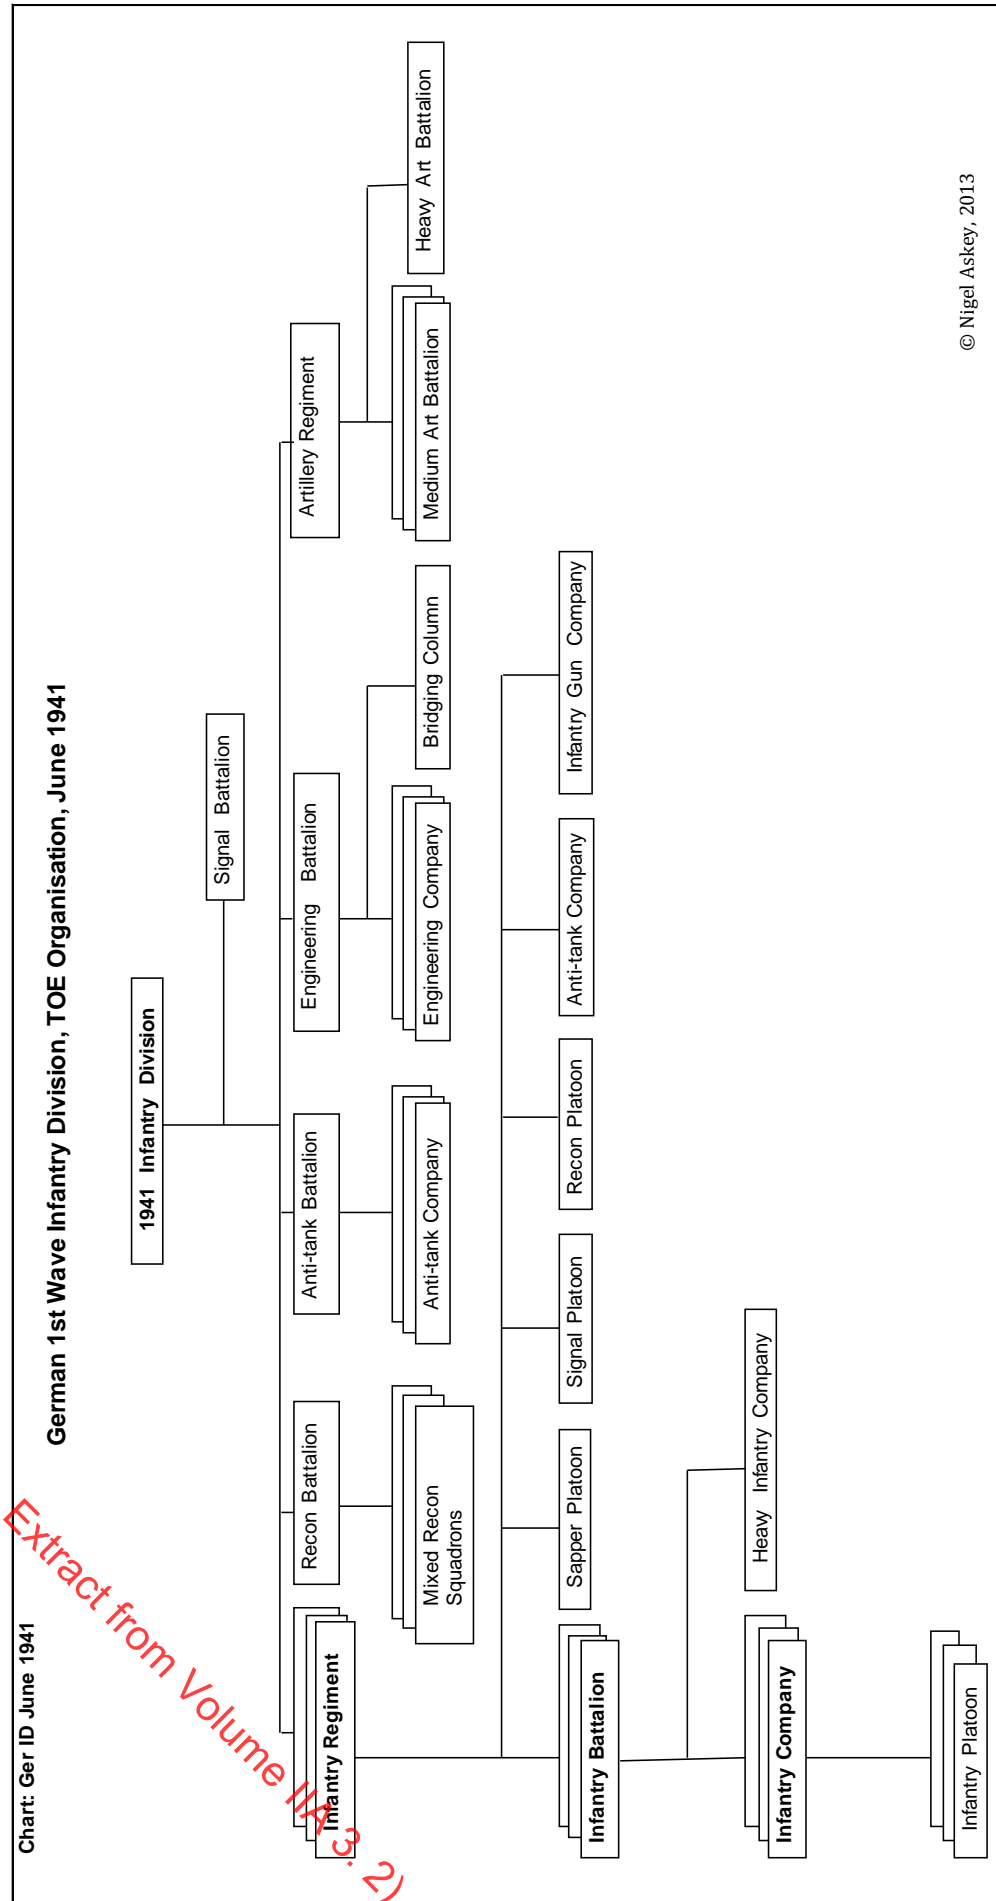 Chart: Ger ID June 1941
German 1st Wave Infantry Division, TOE Organisation, June 1941
1941 Infantry Division
Signal Battalion
Infantry Regiment
Recon Battalion
Anti-tank Battalion
Engineering Battalion
Artillery Regiment
Mixed Recon
Squadrons
Anti-tank Company
Engineering Company
Bridging Column
Medium Art Battalion
Heavy Art Battalion
Infantry Battalion
Sapper Platoon
Signal Platoon
Recon Platoon
Anti-tank Company
Infantry Gun Company
Infantry Company
Heavy Infantry Company
Infantry Platoon
© Nigel Askey, 2013
Extract from Volume IIA 3. 2)